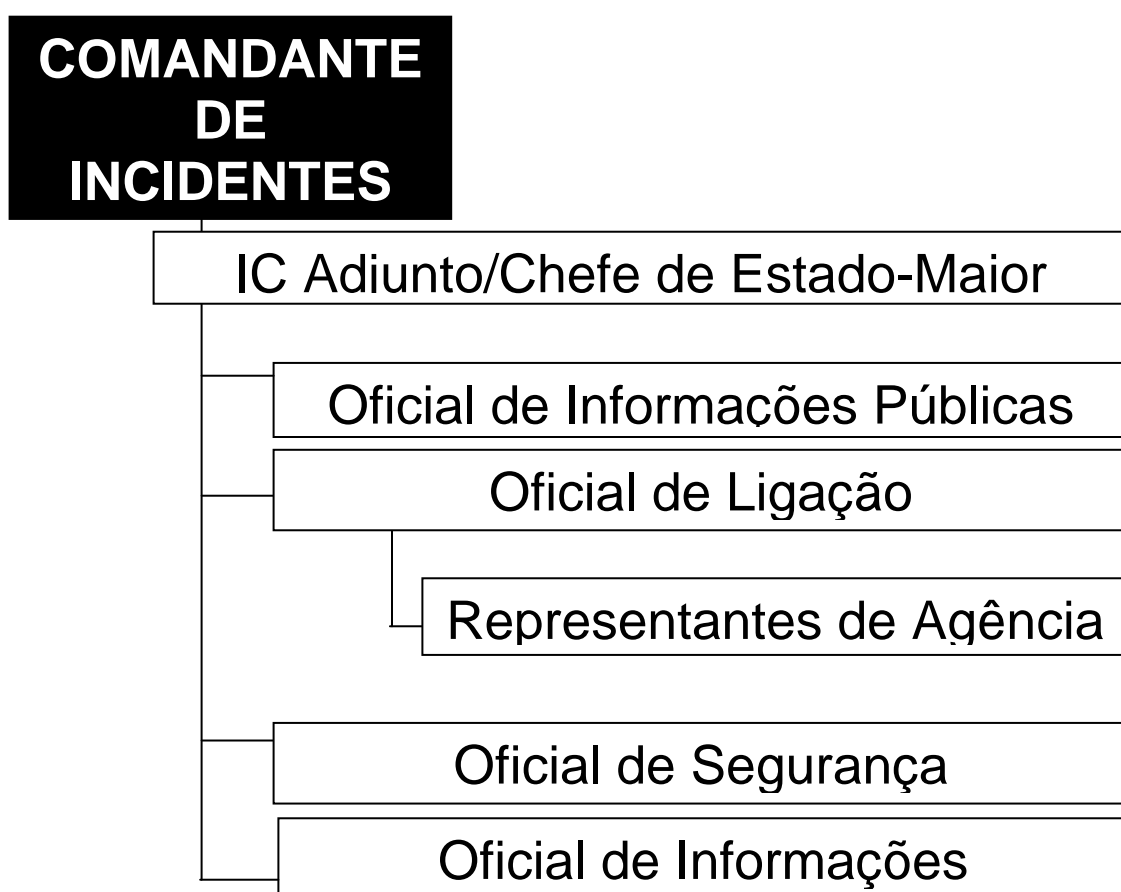 COMANDANTE
DE
INCIDENTES
IC Adjunto/Chefe de Estado-Maior
Oficial de Informações Públicas
Oficial de Ligação
Representantes de Agência
Oficial de Segurança
Oficial de Informações